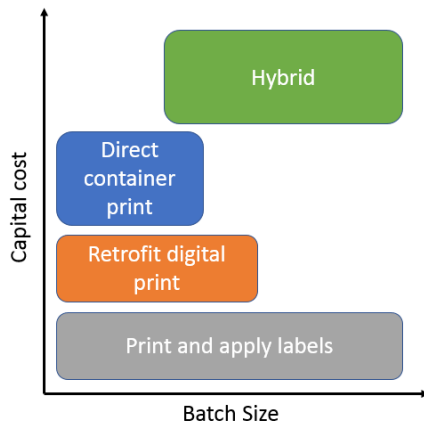 Capital cost
Hybrid
Direct
container
print
Retrofit digital
print
Print and apply labels
Batch Size